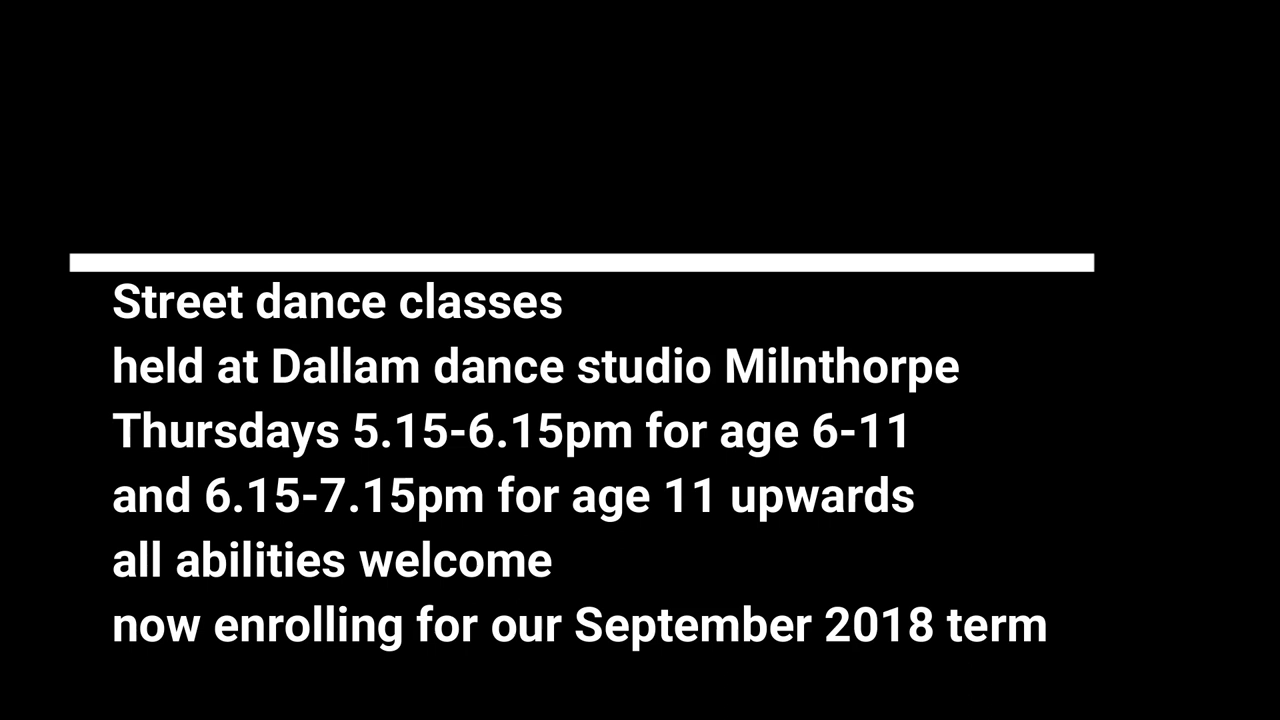 Street dance classes
held at Dallam dance studio Milnthorpe
Thursdays 5.15-6.15pm for age 6-11
and 6.15-7.15pm for age 11 upwards
all abilities welcome
now enrolling for our September 2018 term